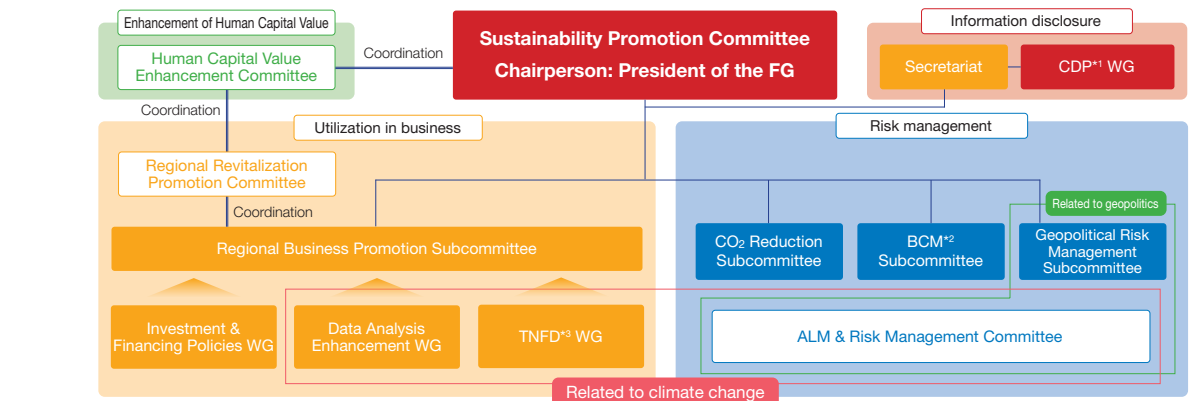 Enhancement of Human Capital Value
Human Capital Value
Enhancement Committee
Coordination
Sustainability Promotion Committee
Chairperson: President of the FG
Information disclosure
Secretariat
CDP*1 WG
Coordination
Utilization in business
Risk management
Regional Revitalization
Promotion Committee
Coordination
Regional Business Promotion Subcommittee
Related to geopolitics
CO2 Reduction
Subcommittee
BCM*2
Subcommittee
Geopolitical Risk
Management
Subcommittee
Investment &
Financing Policies WG
Data Analysis
Enhancement WG
TNFD*3 WG
ALM & Risk Management Committee
Related to climate change